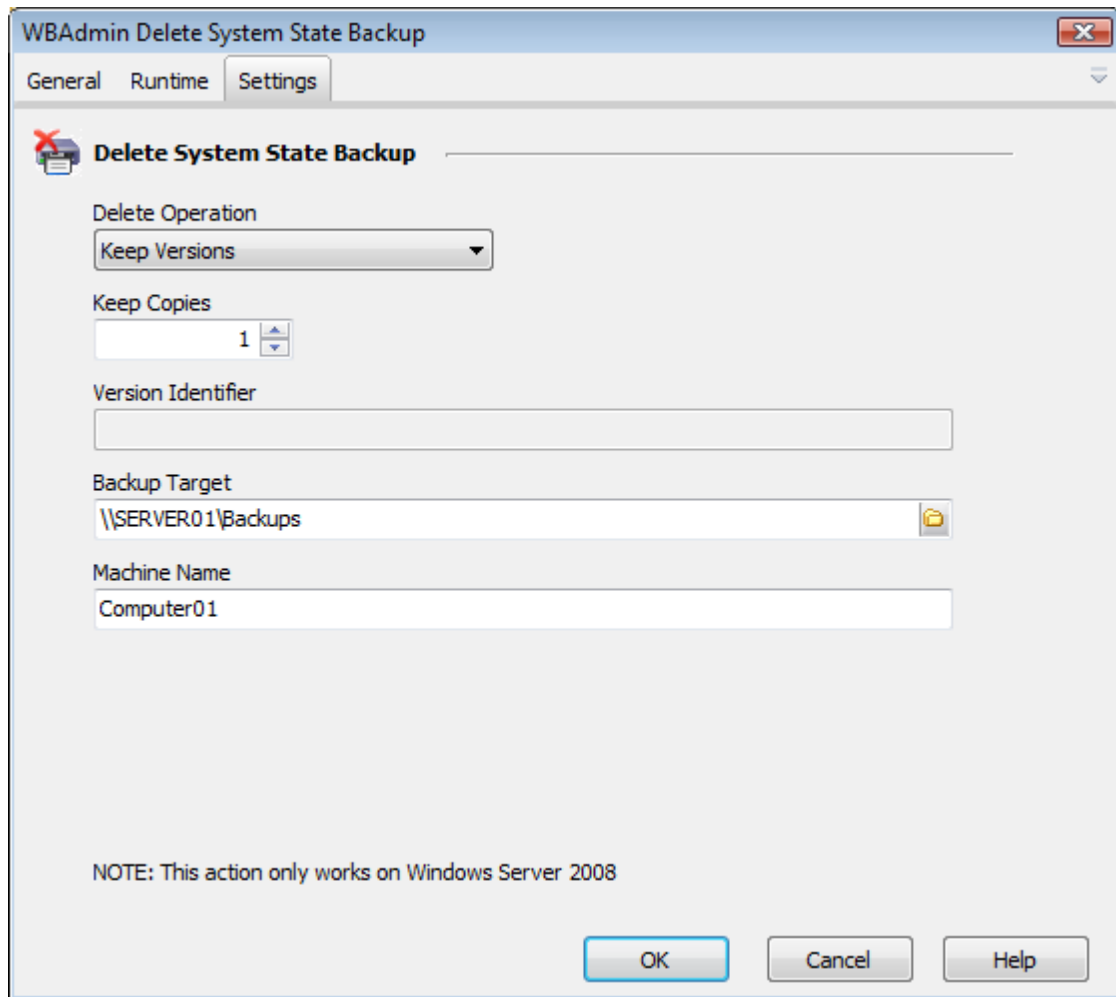 WBAdmin Delete System State Backup
General Runtime Settings
Delete System State Backup
Delete Operation
Keep Versions
Keep Copies
1
Version Identifier
Backup Target
\\SERVER01\Backups
Machine Name
Computer01
NOTE: This action only works on Windows Server 2008
OK Cancel Help